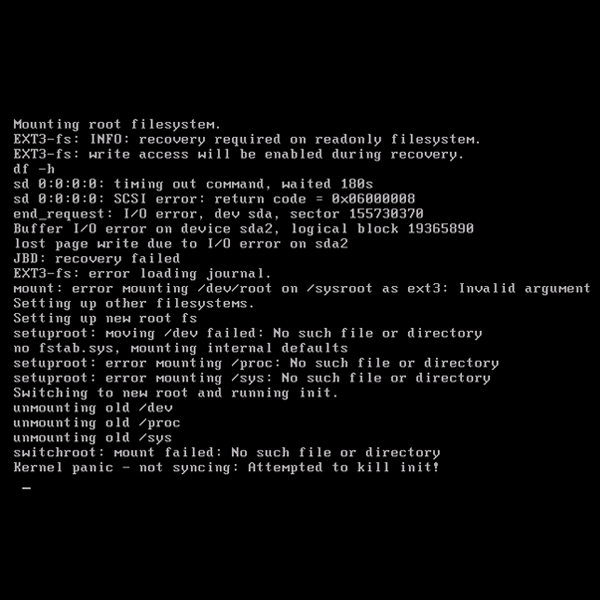 Mounting root filesystem.
EXT3-fs: INFO: recovery required on readonly filesystem.
EXT3-fs: write access will be enabled during recovery.
df -h
sd 0:0:0:0: timing out command, waited 180s
sd 0:0:0:0: SCSI error: return code = 0x06000008
end_request: I/O error, dev sda, sector 155730370
Buffer I/O error on device sda2, logical block 19365890
lost page write due to I/O error on sda2
JBD: recovery failed
EXT3-fs: error loading journal.
mount: error mounting /dev/root on /sysroot as ext3: Invalid argument
Setting up other filesystems.
Setting up new root fs
setuproot: moving /dev failed: No such file or directory
no fstab.sys, mounting internal defaults
setuproot: error mounting /proc: No such file or directory
setuproot: error mounting /sys: No such file or directory
Switching to new root and running init.
unmounting old /dev
unmounting old /proc
unmounting old /sys
switchroot: mount failed: No such file or directory
Kernel panic - not syncing: Attempted to kill init!